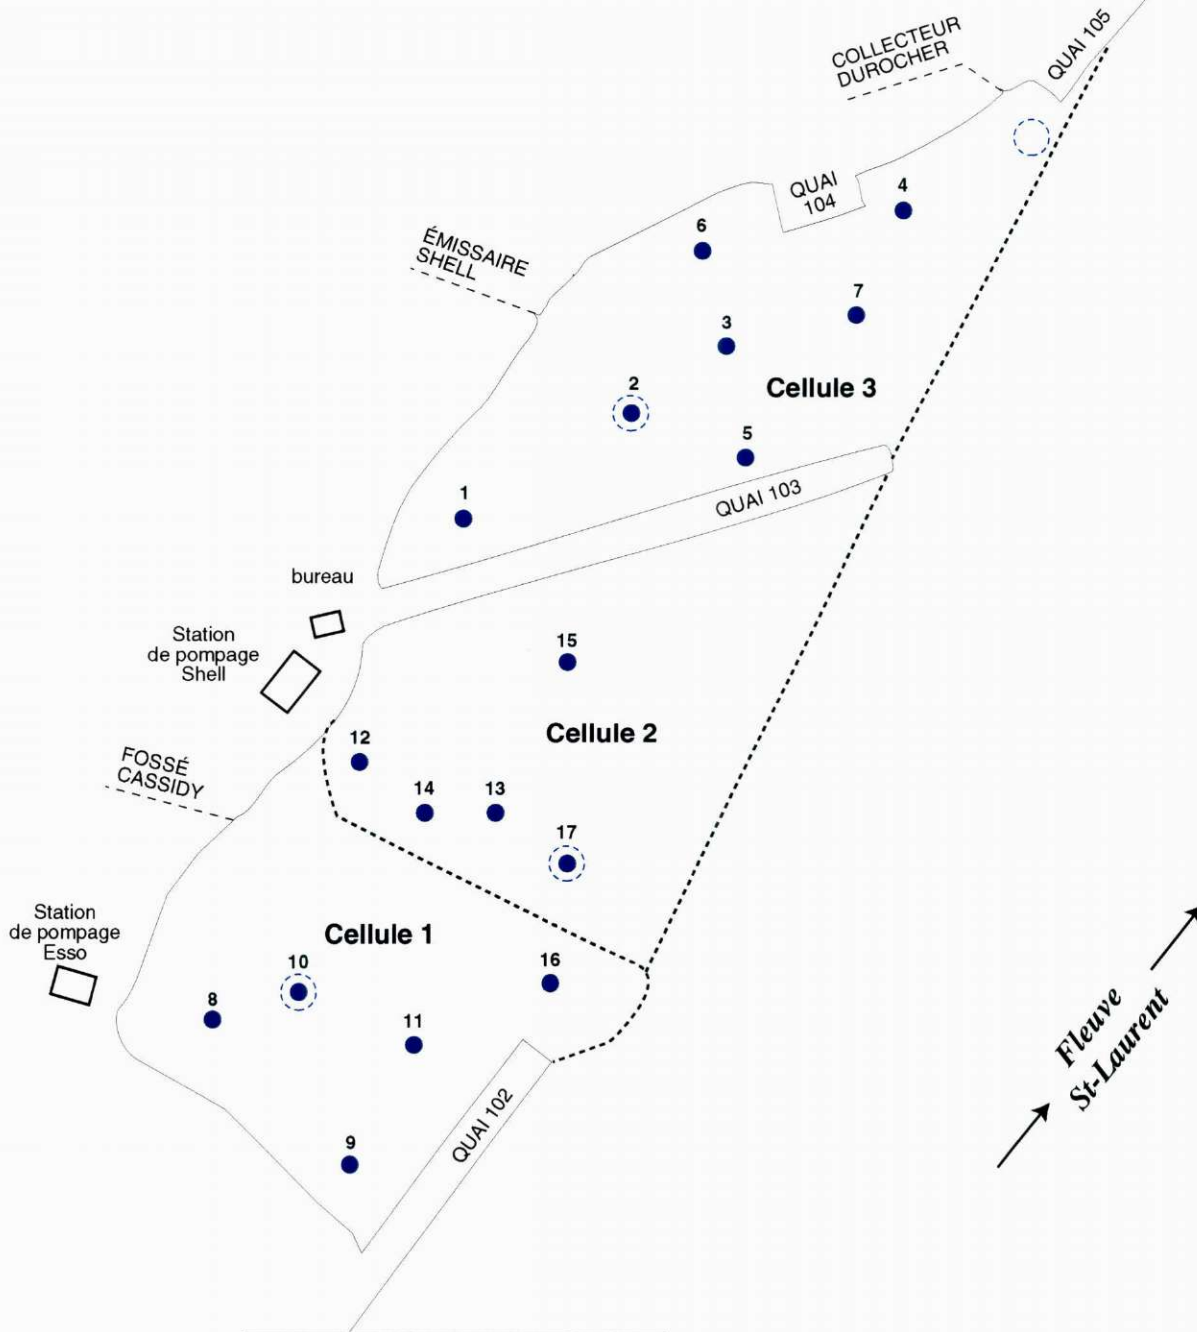 COLLECTEUR
DUROCHER
QUAI 105
QUAI
104
4
6
ÉMISSAIRE
SHELL
7
3
2
Cellule 3
5
1
QUAI 103
bureau
Station
de pompage
Shell
15
Cellule 2
12
FOSSÉ
CASSIDY
14
13
17
Station
de pompage
Esso
Cellule 1
10
16
8
11
Fleuve
St-Laurent
QUAI 102
9